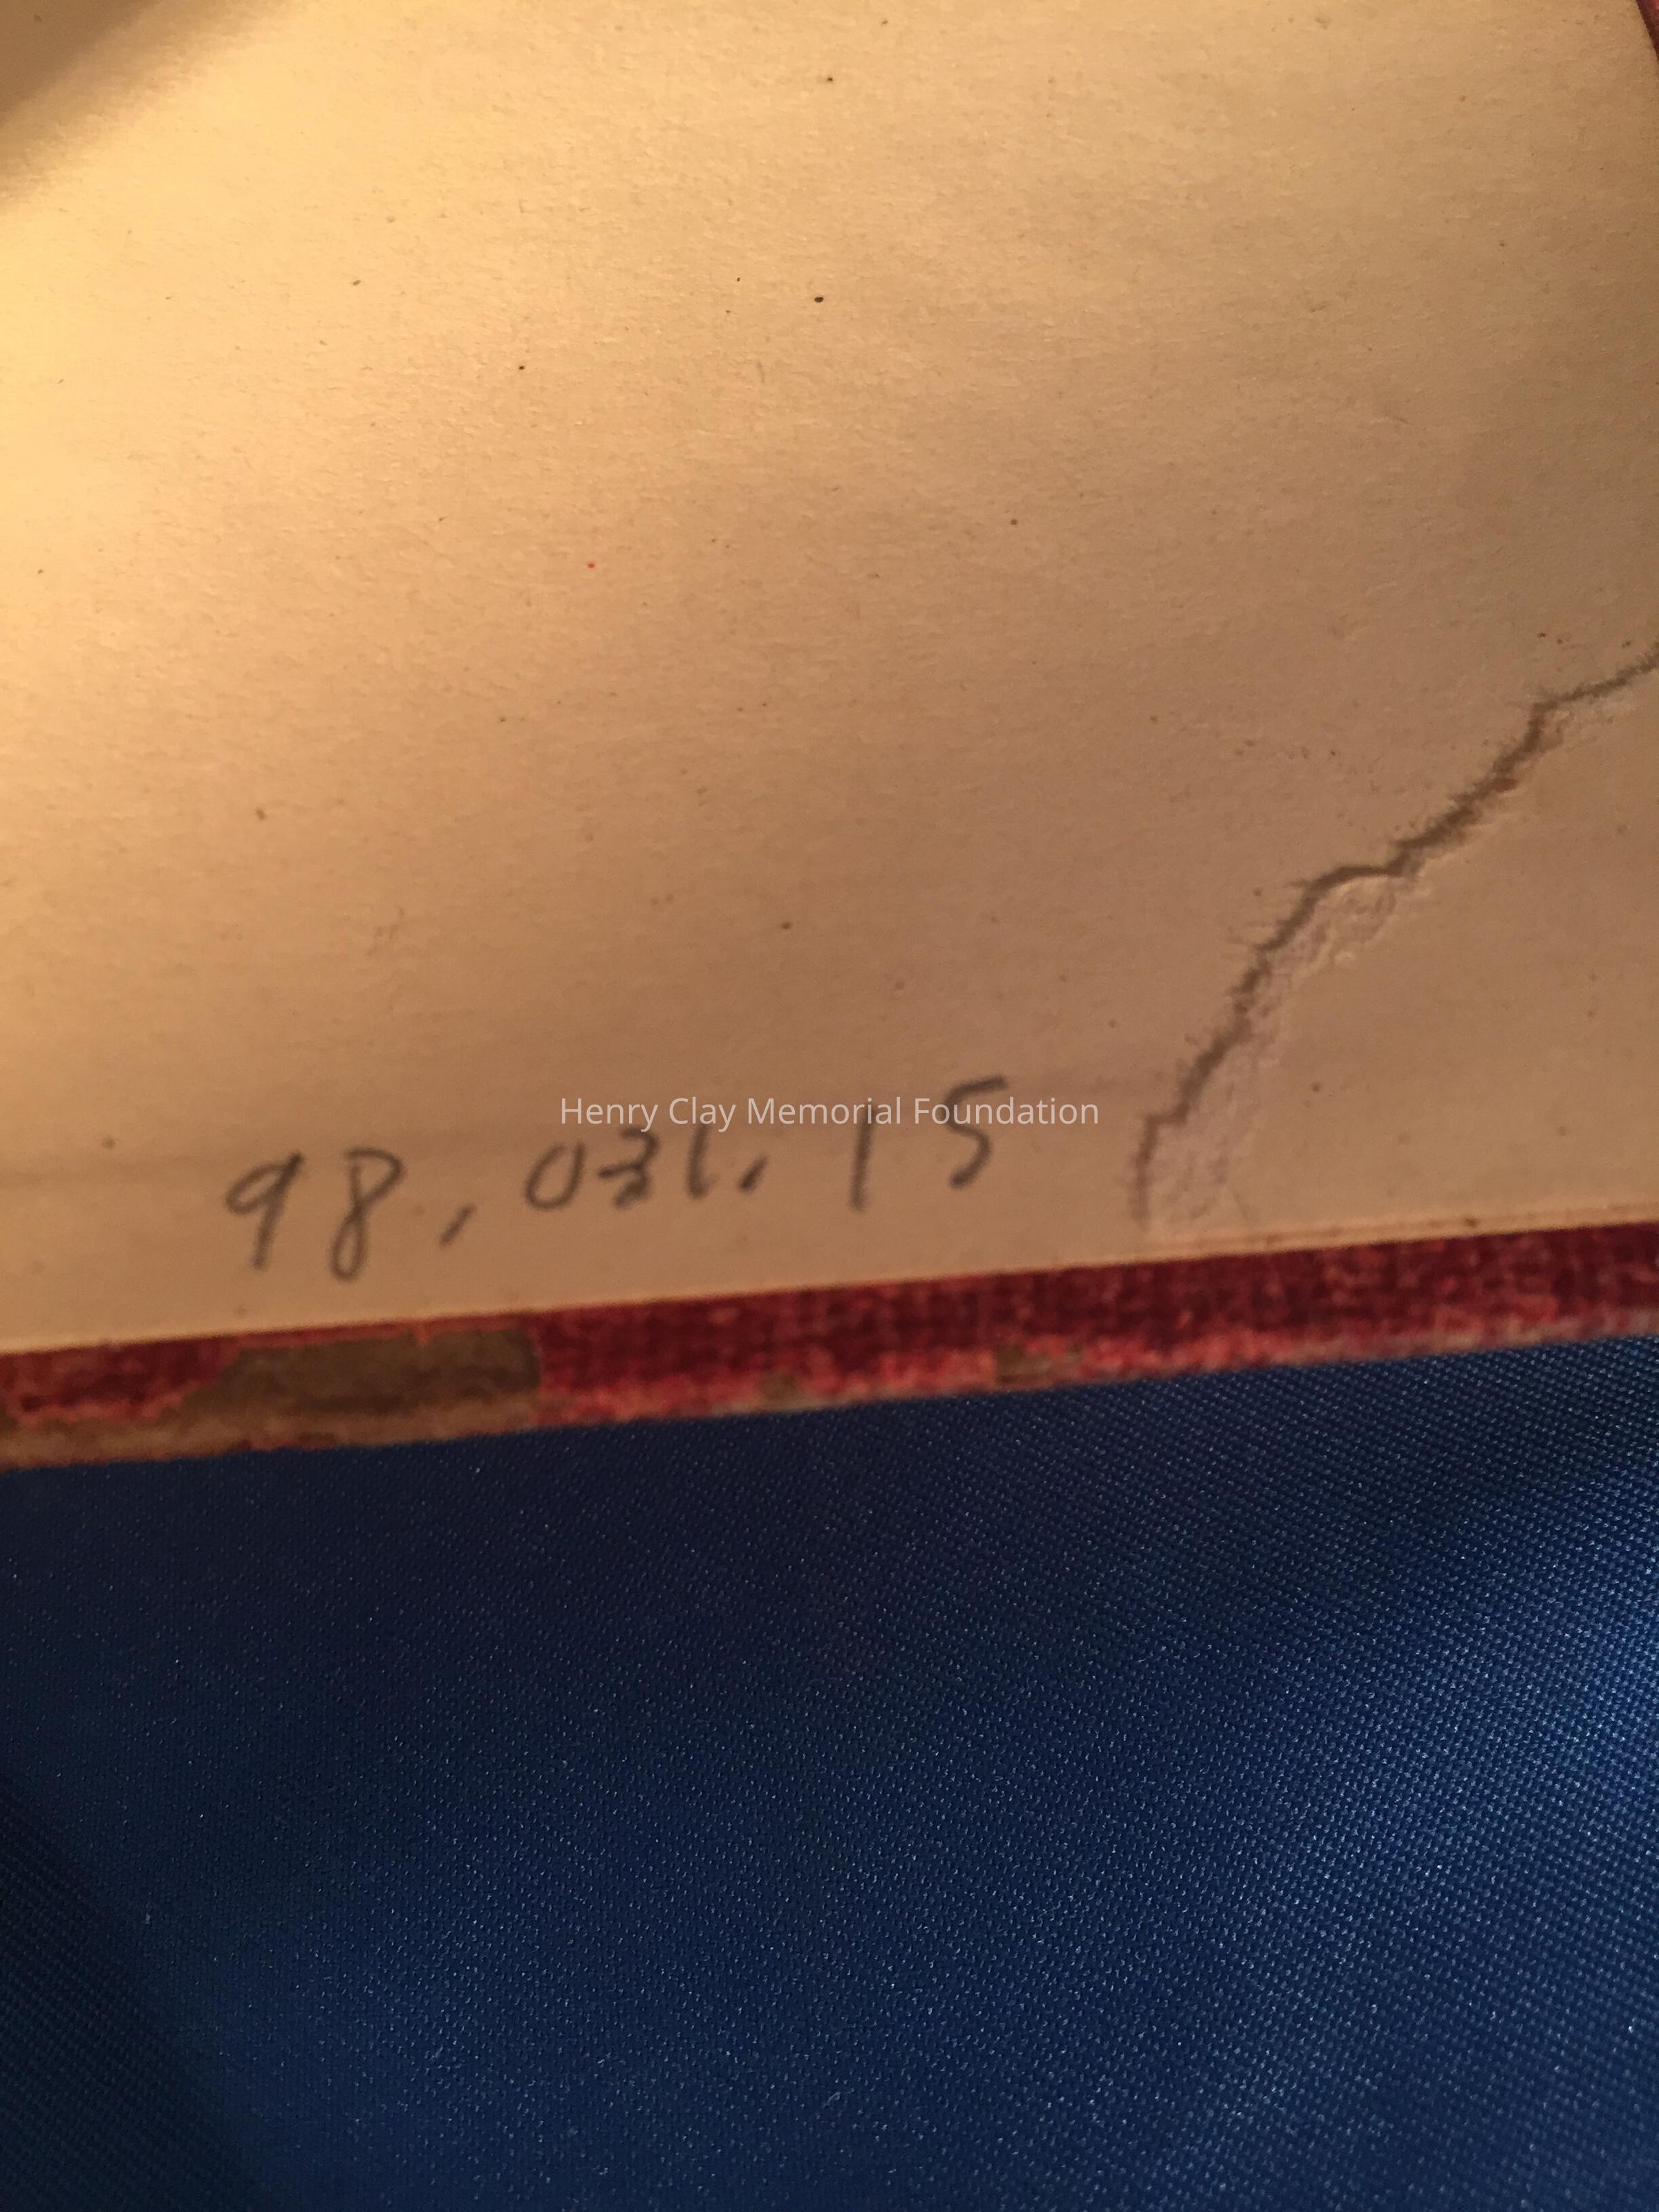 Henry Clay Memorial Foundation
98,031.15